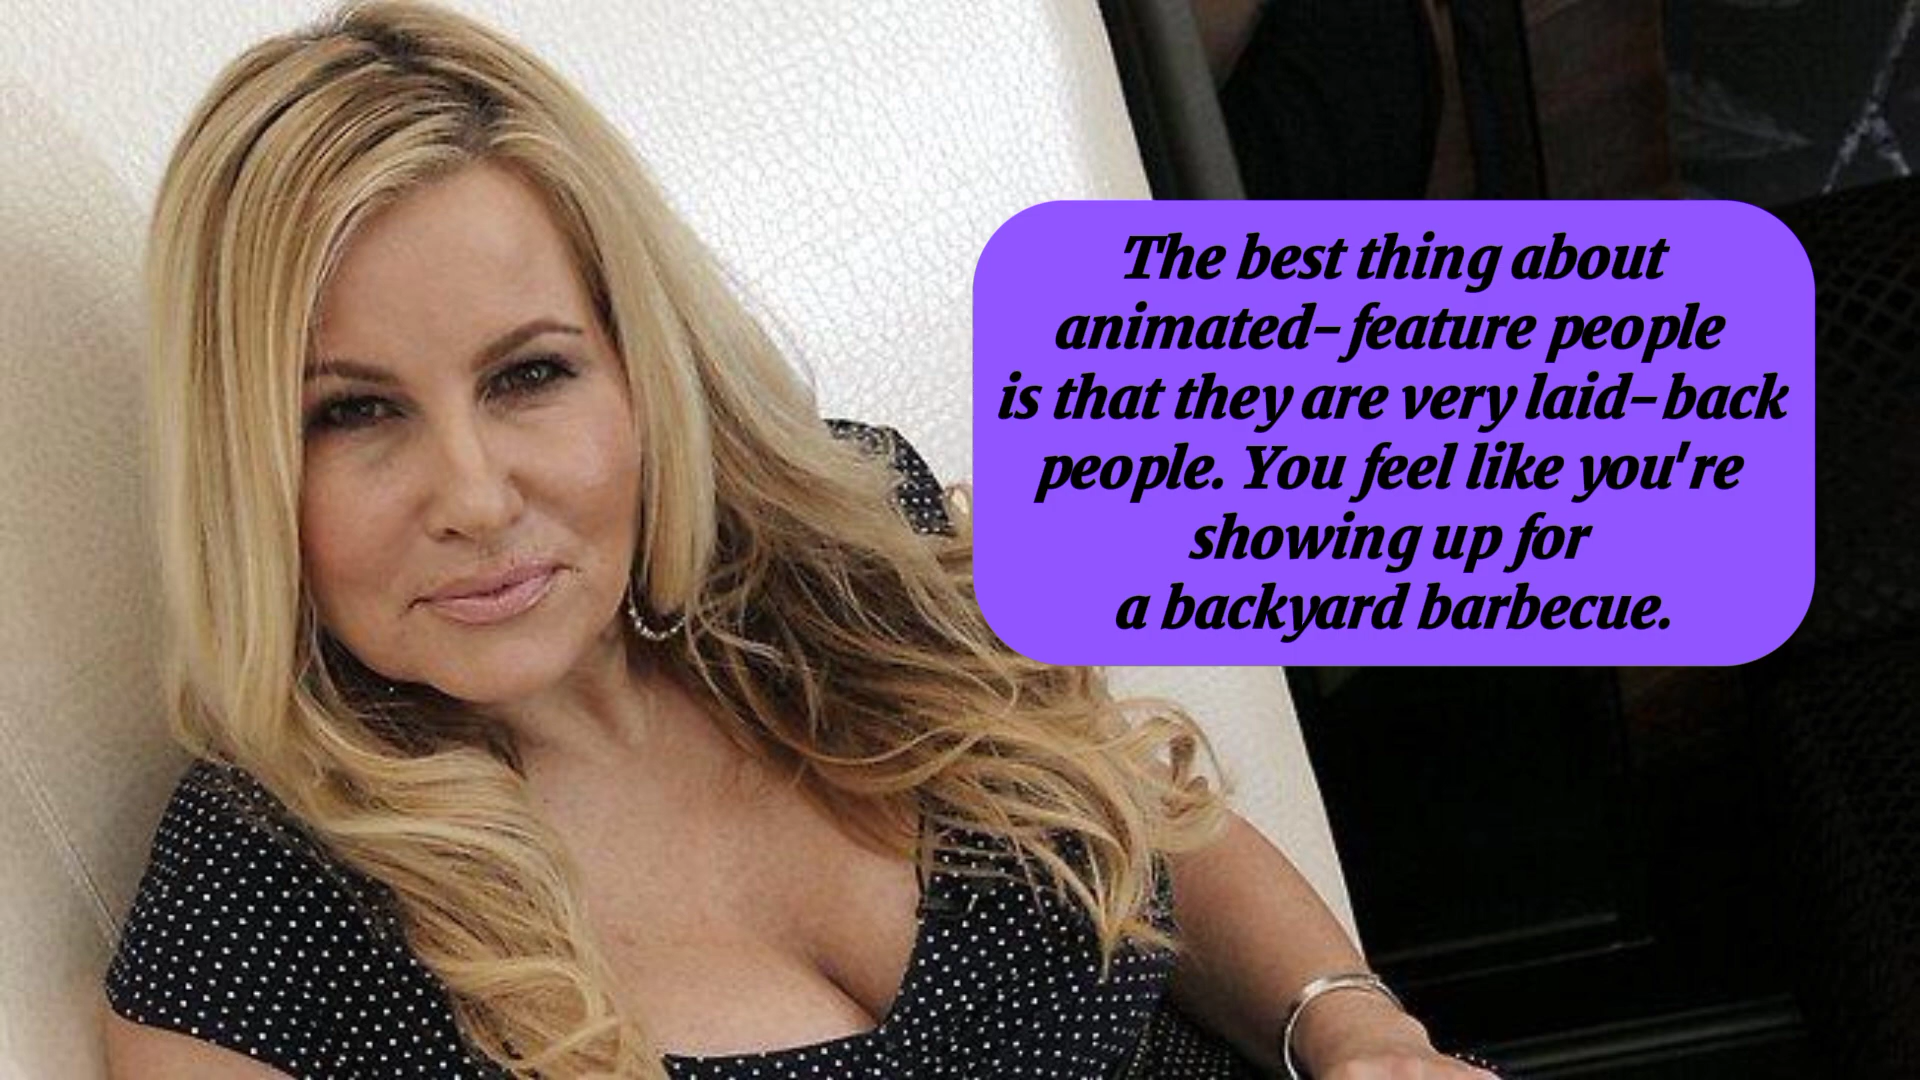 The best thing about
animated-feature people
is that they are very laid-back
people. You feel like you're
showing up for
a backyard barbecue.